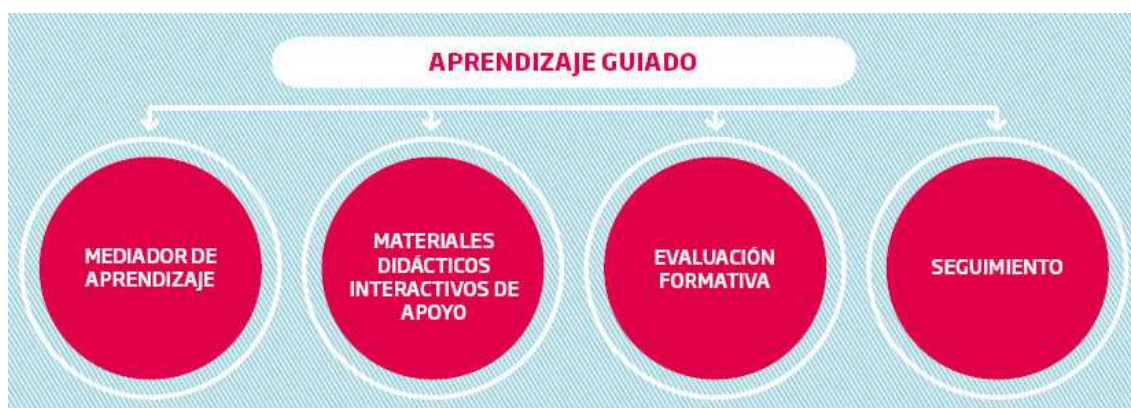 APRENDIZAJE GUIADO
MEDIADOR DE
APRENDIZAJE
MATERIALES
DIDÁCTICOS
INTERACTIVOS DE
APOYO
EVALUACIÓN
FORMATIVA
SEGUIMIENTO